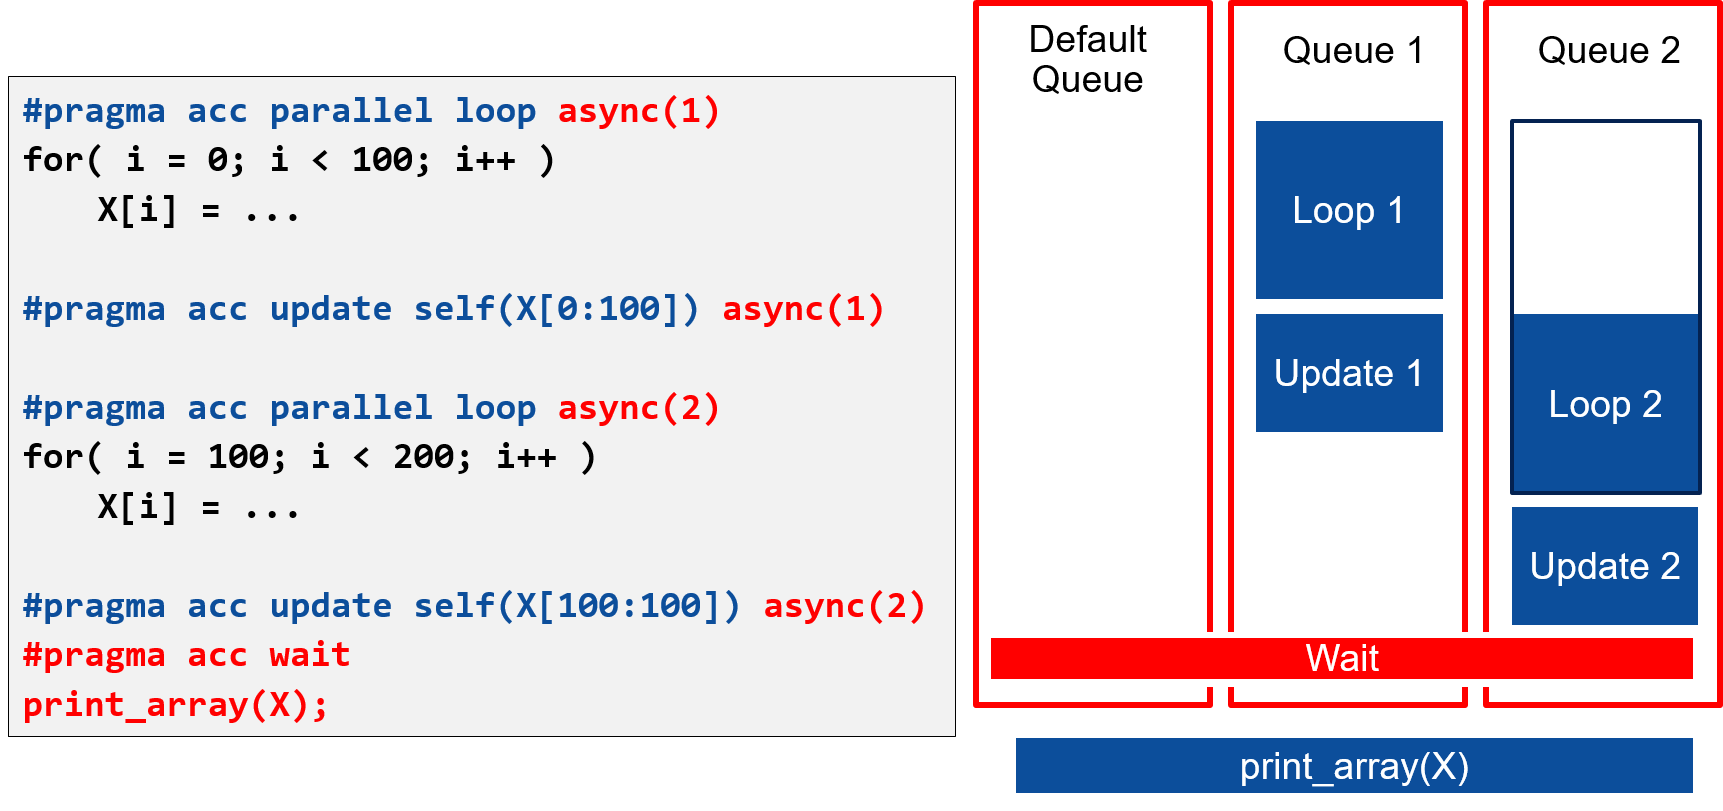 #pragma acc parallel loop async(1)
for( i = 0; i < 100; i++ )
    X[i] = ...
#pragma acc update self(X[0:100]) async(1)
#pragma acc parallel loop async(2)
for( i = 100; i < 200; i++ )
    X[i] = ...
#pragma acc update self(X[100:100]) async(2)
#pragma acc wait
print_array(X);
Default
Queue
Queue 1
Queue 2
Loop 1
Update 1
Loop 2
Update 2
Wait
print_array(X)